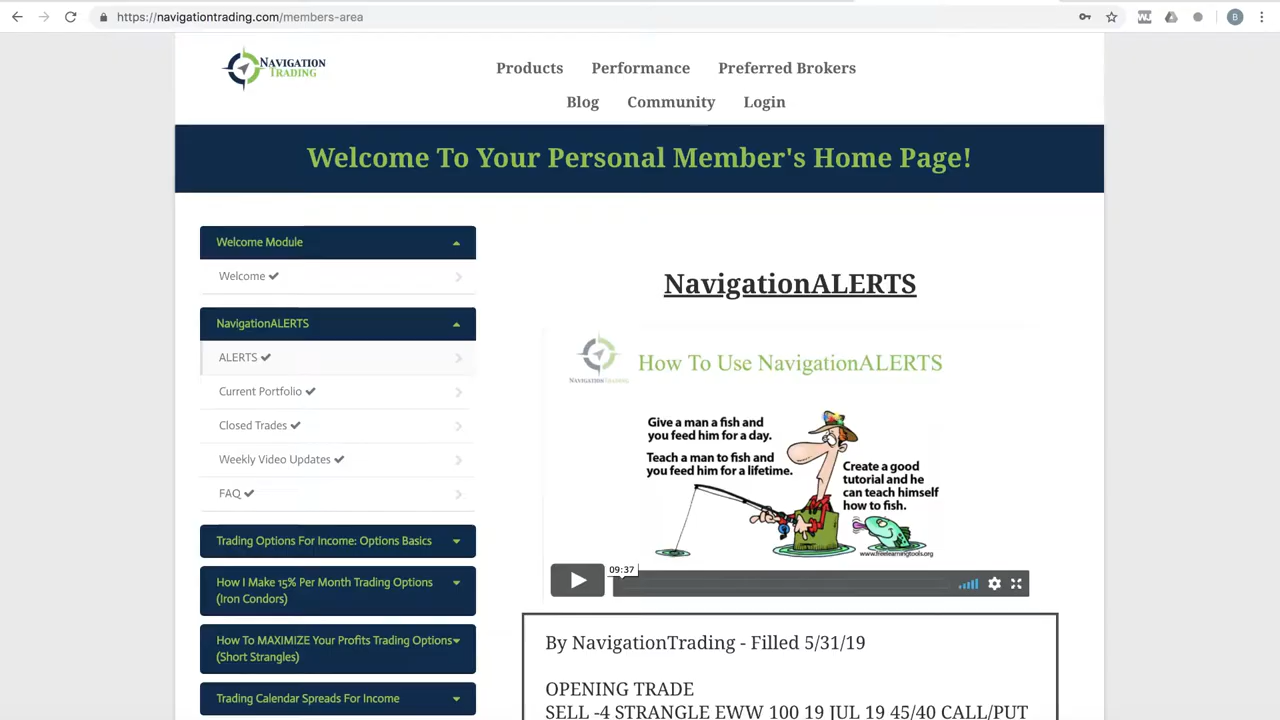 https://navigationtrading.com/members-area
B
NAVIGATION
TRADING
Products
Performance
Preferred Brokers
Blog
Community
Login
Welcome To Your Personal Member's Home Page!
Welcome Module
Welcome
NavigationALERTS
ALERTS
Current Portfolio
Closed Trades
Weekly Video Updates
FAQ
Trading Options For Income: Options Basics
How I Make 15% Per Month Trading Options
(Iron Condors)
How To MAXIMIZE Your Profits Trading Options
(Short Strangles)
Trading Calendar Spreads For Income
NavigationALERTS
NAVIGATION TRADING
How To Use NavigationALERTS
Give a man a fish and
you feed him for a day.
Teach a man to fish and
you feed him for a lifetime.
Create a good
tutorial and he
can teach himself
how to fish.
www.freelearningtools.org
09:37
By NavigationTrading - Filled 5/31/19
OPENING TRADE
SELL -4 STRANGLE EWW 100 19 JUL 19 45/40 CALL/PUT